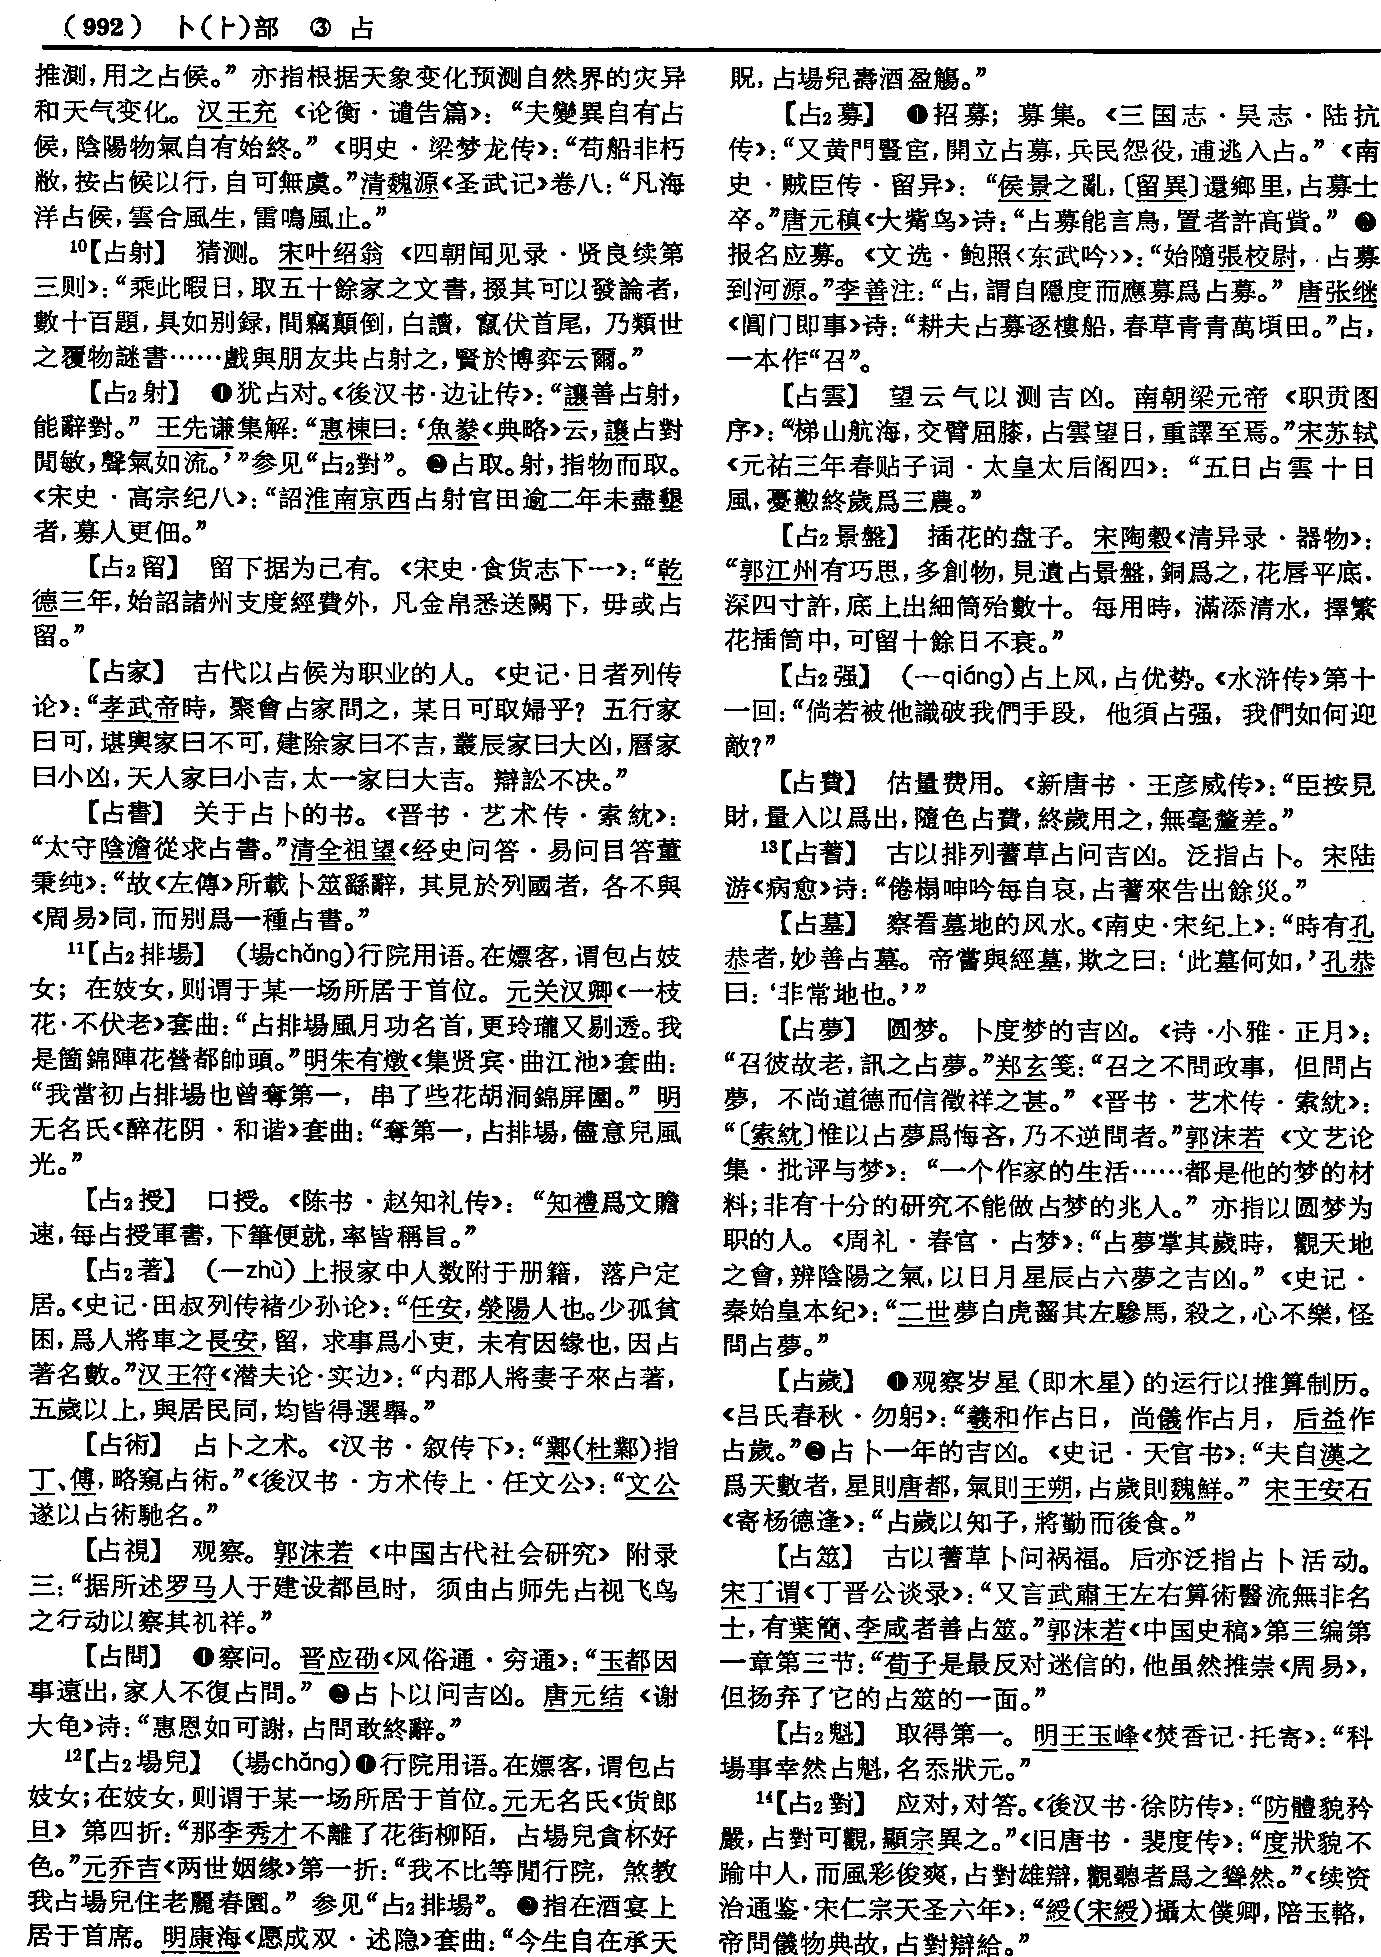 （992） 卜(⺊)部 ③ 占
推測，用之占候。”亦指根据天象变化预测自然界的灾异
和天气变化。汉王充《论衡·谴告篇》：“夫變異自有占
候，陰陽物氣自有始終。”《明史·梁梦龙传》：“苟船非朽
敝，按占候以行，自可無虞。”清魏源《圣武记》卷八：“凡海
洋占候，雲合風生，雷鳴風止。”
10【占射】 猜测。宋叶绍翁《四朝闻见录·贤良续第
三则》：“乘此暇日，取五十餘家之文書，掇其可以發論者，
數十百題，具如别録，間竊顛倒，白讀，竄伏首尾，乃類世
之覆物謎書……戲與朋友共占射之，賢於博弈云爾。”
【占2射】 ❶犹占对。《後汉书·边让传》：“讓善占射，
能辭對。”王先谦集解：“惠棟曰：‘魚豢《典略》云，讓占對
閒敏，聲氣如流。’”参见“占2對”。❷占取。射，指物而取。
《宋史·高宗纪八》：“詔淮南京西占射官田逾二年未盡墾
者，募人更佃。”
【占2留】 留下据为己有。《宋史·食货志下一》：“乾
德三年，始詔諸州支度經費外，凡金帛悉送闕下，毋或占
留。”
【占家】 古代以占候为职业的人。《史记·日者列传
论》：“孝武帝時，聚會占家問之，某日可取婦乎？五行家
曰可，堪輿家曰不可，建除家曰不吉，叢辰家曰大凶，曆家
曰小凶，天人家曰小吉，太一家曰大吉。辯訟不决。”
【占書】 关于占卜的书。《晋书·艺术传·索紞》：
“太守陰澹從求占書。”清全祖望《经史问答·易问目答董
秉纯》：“故《左傳》所載卜筮繇辭，其見於列國者，各不與
《周易》同，而别爲一種占書。”
11【占2排場】 （場chǎng）行院用语。在嫖客，谓包占妓
女；在妓女，则谓于某一场所居于首位。元关汉卿《一枝
花·不伏老》套曲：“占排場風月功名首，更玲瓏又剔透。我
是箇錦陣花營都帥頭。”明朱有燉《集贤宾·曲江池》套曲：
“我當初占排場也曾奪第一，串了些花胡洞錦屏圍。”明
无名氏《醉花阴·和谐》套曲：“奪第一，占排場，儘意兒風
光。”
【占2授】 口授。《陈书·赵知礼传》：“知禮爲文贍
速，每占授軍書，下筆便就，率皆稱旨。”
【占2著】 （—zhù）上报家中人数附于册籍，落户定
居。《史记·田叔列传褚少孙论》：“任安，滎陽人也。少孤貧
困，爲人將車之長安，留，求事爲小吏，未有因缘也，因占
著名數。”汉王符《潜夫论·实边》：“内郡人將妻子來占著，
五歲以上，與居民同，均皆得選舉。”
【占術】 占卜之术。《汉书·叙传下》：“鄴（杜鄴）指
丁、傅，略窺占術。”《後汉书·方术传上·任文公》：“文公
遂以占術馳名。”
【占視】 观察。郭沫若《中国古代社会研究》附录
三：“据所述罗马人于建设都邑时，须由占师先占视飞鸟
之行动以察其礽祥。”
【占問】 ❶察问。晋应劭《风俗通·穷通》：“玉都因
事遠出，家人不復占問。”❷占卜以问吉凶。唐元结《谢
大龟》诗：“惠恩如可謝，占問敢終辭。”
12【占2場兒】 （場chǎng）❶行院用语。在嫖客，谓包占
妓女；在妓女，则谓于某一场所居于首位。元无名氏《货郎
旦》第四折：“那李秀才不離了花街柳陌，占場兒貪杯好
色。”元乔吉《两世姻缘》第一折：“我不比等閒行院，煞教
我占場兒住老麗春園。”参见“占2排場”。❷指在酒宴上
居于首席。明康海《愿成双·述隐》套曲：“今生自在承天
貺，占場兒壽酒盈觴。”
【占2募】 ❶招募；募集。《三国志·吴志·陆抗
传》：“又黄門豎宦，開立占募，兵民怨役，逋逃入占。”《南
史·贼臣传·留异》：“侯景之亂，〔留異〕還鄉里，占募士
卒。”唐元稹《大觜乌》诗：“占募能言鳥，置者許高貲。”❷
报名应募。《文选·鲍照〈东武吟〉》：“始隨張校尉，占募
到河源。”李善注：“占，謂自隱度而應募爲占募。”唐张继
《阊门即事》诗：“耕夫占募逐樓船，春草青青萬頃田。”占，
一本作“召”。
【占雲】 望云气以测吉凶。南朝梁元帝《职贡图
序》：“梯山航海，交臂屈膝，占雲望日，重譯至焉。”宋苏轼
《元祐三年春贴子词·太皇太后阁四》：“五日占雲十日
風，憂懃終歲爲三農。”
【占2景盤】 插花的盘子。宋陶穀《清异录·器物》：
“郭江州有巧思，多創物，見遺占景盤，銅爲之，花唇平底，
深四寸許，底上出細筒殆數十。每用時，滿添清水，擇繁
花插筒中，可留十餘日不衰。”
【占2强】 （—qiáng）占上风，占优势。《水浒传》第十
一回：“倘若被他識破我們手段，他須占强，我們如何迎
敵？”
【占費】 估量费用。《新唐书·王彦威传》：“臣按見
財，量入以爲出，隨色占費，終歲用之，無毫釐差。”
13【占蓍】 古以排列蓍草占问吉凶。泛指占卜。宋陆
游《病愈》诗：“倦榻呻吟每自哀，占蓍來告出餘災。”
【占墓】 察看墓地的风水。《南史·宋纪上》：“時有孔
恭者，妙善占墓。帝嘗與經墓，欺之曰：‘此墓何如，’孔恭
曰：‘非常地也。’”
【占夢】 圆梦。卜度梦的吉凶。《诗·小雅·正月》：
“召彼故老，訊之占夢。”郑玄笺：“召之不問政事，但問占
夢，不尚道德而信徵祥之甚。”《晋书·艺术传·索紞》：
“〔索紞〕惟以占夢爲悔吝，乃不逆問者。”郭沫若《文艺论
集·批评与梦》：“一个作家的生活……都是他的梦的材
料；非有十分的研究不能做占梦的兆人。”亦指以圆梦为
职的人。《周礼·春官·占梦》：“占夢掌其歲時，觀天地
之會，辨陰陽之氣，以日月星辰占六夢之吉凶。”《史记·
秦始皇本纪》：“二世夢白虎齧其左驂馬，殺之，心不樂，怪
問占夢。”
【占歲】 ❶观察岁星（即木星）的运行以推算制历。
《吕氏春秋·勿躬》：“羲和作占日，尚儀作占月，后益作
占歲。”❷占卜一年的吉凶。《史记·天官书》：“夫自漢之
爲天數者，星則唐都，氣則王朔，占歲則魏鮮。”宋王安石
《寄杨德逢》：“占歲以知子，將勤而後食。”
【占筮】 古以蓍草卜问祸福。后亦泛指占卜活动。
宋丁谓《丁晋公谈录》：“又言武肅王左右算術醫流無非名
士，有葉簡、李咸者善占筮。”郭沫若《中国史稿》第三编第
一章第三节：“荀子是最反对迷信的，他虽然推崇《周易》，
但扬弃了它的占筮的一面。”
【占2魁】 取得第一。明王玉峰《焚香记·托寄》：“科
場事幸然占魁，名忝狀元。”
14【占2對】 应对，对答。《後汉书·徐防传》：“防體貌矜
嚴，占對可觀，顯宗異之。”《旧唐书·裴度传》：“度狀貌不
踰中人，而風彩俊爽，占對雄辯，觀聽者爲之聳然。”《续资
治通鉴·宋仁宗天圣六年》：“綬（宋綬）攝太僕卿，陪玉輅，
帝問儀物典故，占對辯給。”